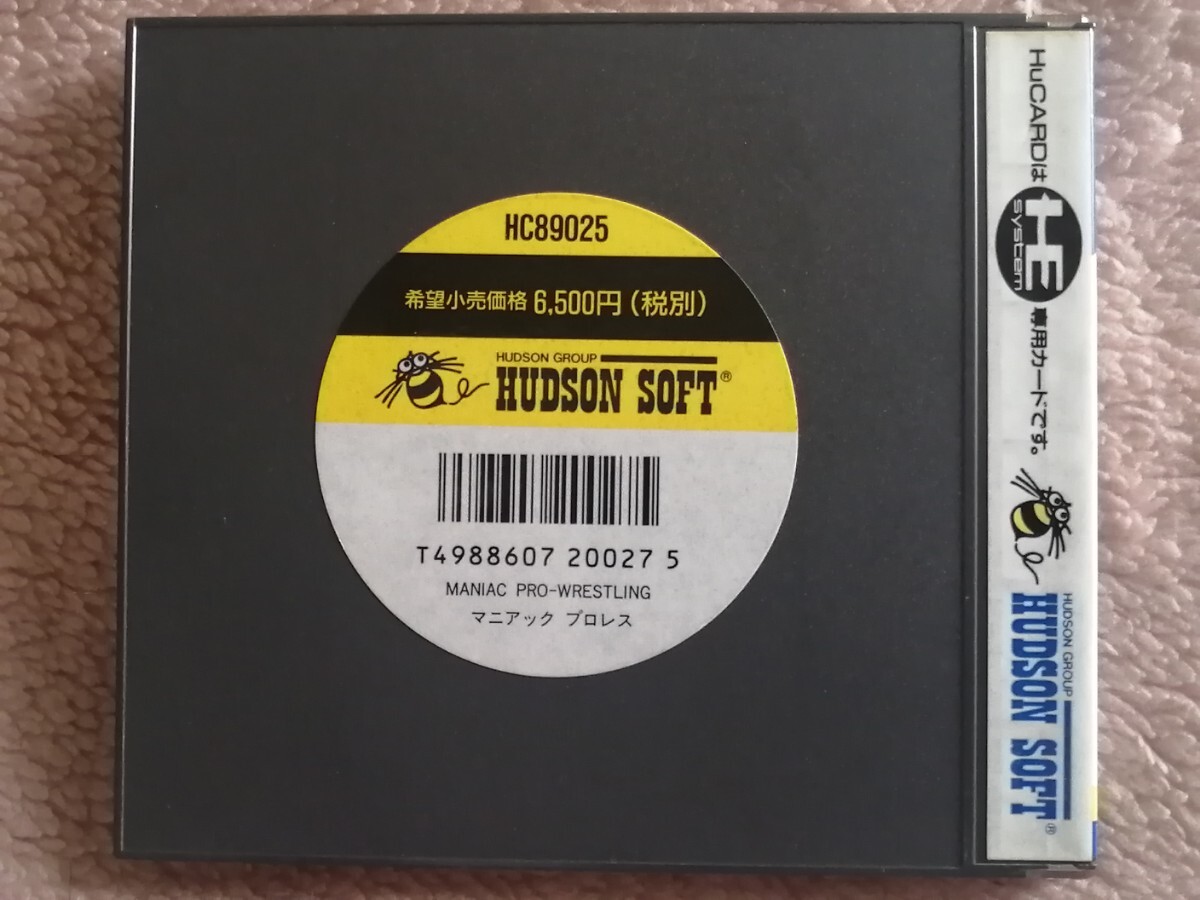 HC89025
希望小売価格 6,500円(税別)
HUDSON GROUP
HUDSON SOFT®
T4988607 20027 5
MANIAC PRO-WRESTLING
マニアック プロレス
HuCARDは HE system 専用カードです。
HUDSON GROUP
HUDSON SOFT®